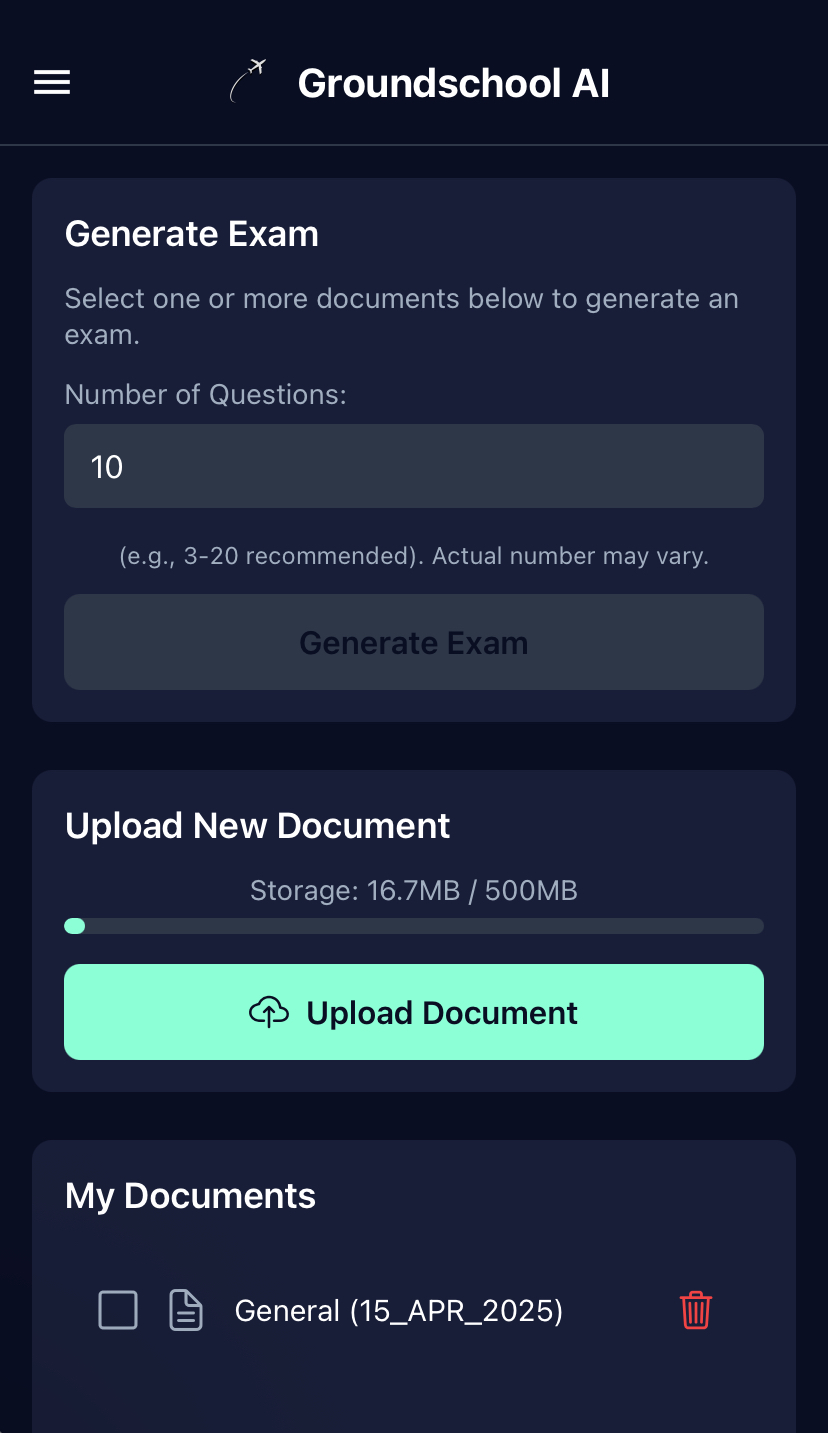 Groundschool AI
Generate Exam
Select one or more documents below to generate an
exam.
Number of Questions:
10
(e.g., 3-20 recommended). Actual number may vary.
Generate Exam
Upload New Document
Storage: 16.7MB / 500MB
Upload Document
My Documents
General (15_APR_2025)